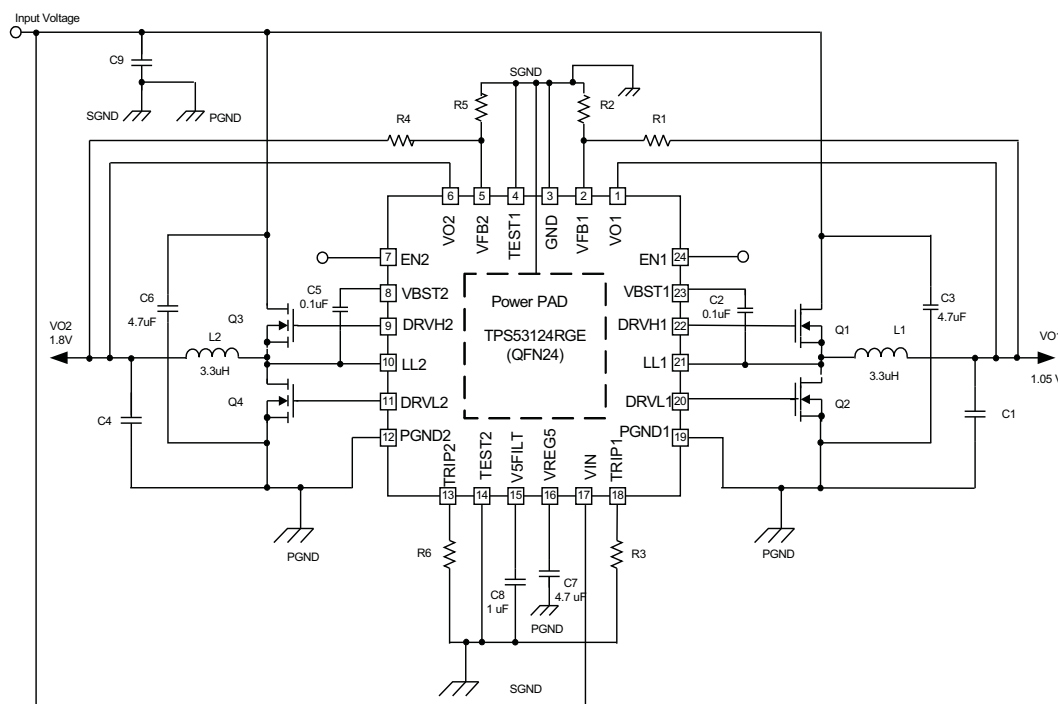 Input Voltage
C9
SGND
PGND
SGND
R5
R2
R4
R1
6
5
4
3
2
1
VO2
VFB2
TEST1
GND
VFB1
VO1
7
EN2
EN1
24
C5
0.1uF
8
VBST2
VBST1
23
C2
0.1uF
C6
4.7uF
Q3
9
DRVH2
DRVH1
22
Q1
C3
4.7uF
Power PAD
TPS53124RGE
(QFN24)
VO2
1.8V
L2
3.3uH
10
LL2
LL1
21
L1
3.3uH
VO1
1.05 V
C4
Q4
11
DRVL2
DRVL1
20
Q2
C1
12
PGND2
PGND1
19
TRIP2
TEST2
V5FILT
VREG5
VIN
TRIP1
13
14
15
16
17
18
PGND
PGND
R6
R3
C8
1 uF
C7
4.7 uF
PGND
SGND